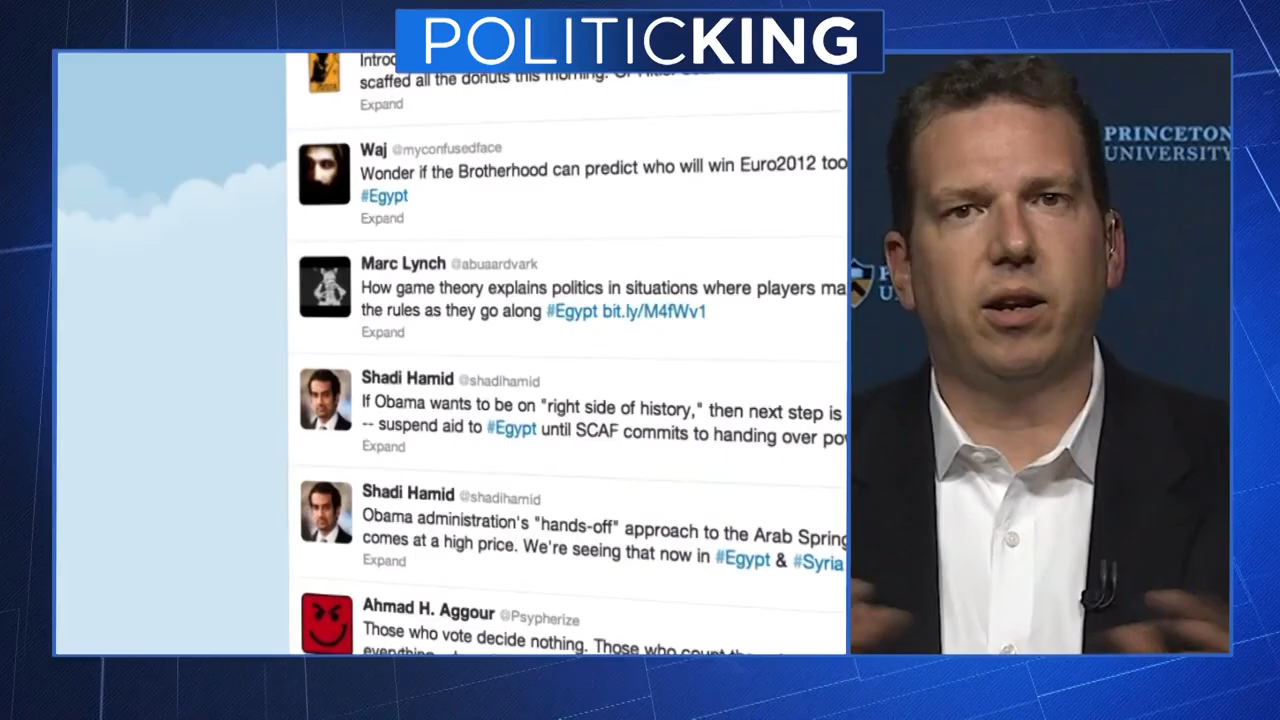 POLITICKING
Introd
scaffed all the donuts this morning. Or
Expand
Waj @myconfusedface
Wonder if the Brotherhood can predict who will win Euro2012 too
#Egypt
Expand
Marc Lynch @abuaardvark
How game theory explains politics in situations where players ma
the rules as they go along #Egypt bit.ly/M4fWv1
Expand
Shadi Hamid @shadihamid
If Obama wants to be on "right side of history," then next step is
-- suspend aid to #Egypt until SCAF commits to handing over pow
Expand
Shadi Hamid @shadihamid
Obama administration's "hands-off" approach to the Arab Spring
comes at a high price. We're seeing that now in #Egypt & #Syria
Expand
Ahmad H. Aggour @Psypherize
Those who vote decide nothing. Those who count
PRINCETON
UNIVERSITY